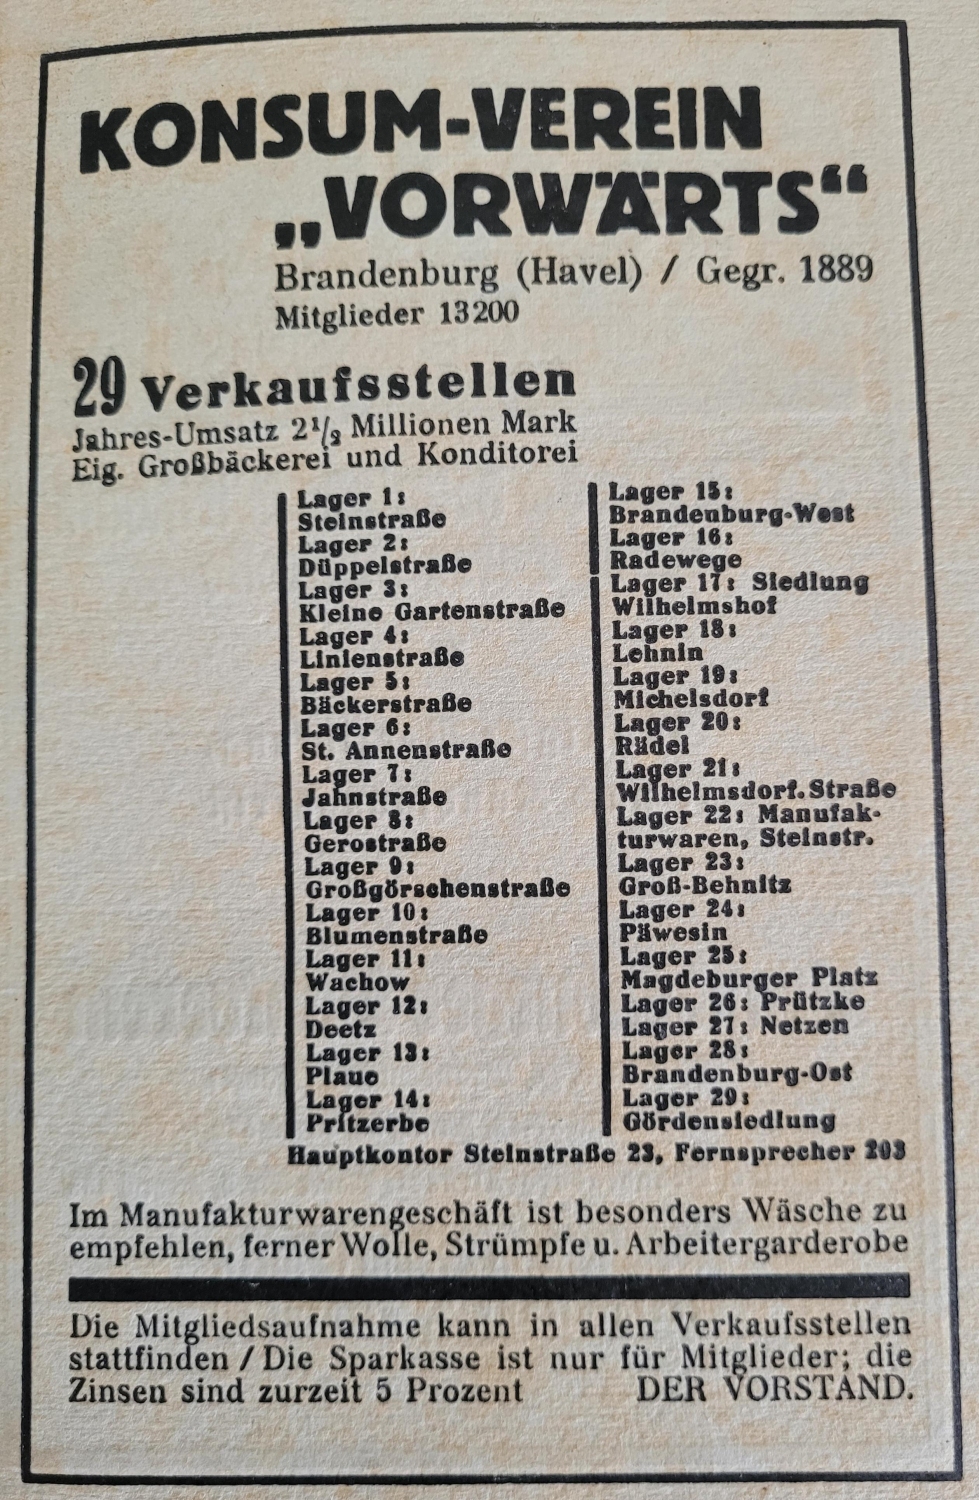 KONSUM-VEREIN
„VORWÄRTS“
Brandenburg (Havel) / Gegr. 1889
Mitglieder 13200
29 Verkaufsstellen
Jahres-Umsatz 2¹/₂ Millionen Mark
Eig. Großbäckerei und Konditorei
Lager 1:
Steinstraße
Lager 2:
Düppelstraße
Lager 3:
Kleine Gartenstraße
Lager 4:
Linienstraße
Lager 5:
Bäckerstraße
Lager 6:
St. Annenstraße
Lager 7:
Jahnstraße
Lager 8:
Gerostraße
Lager 9:
Großgörschenstraße
Lager 10:
Blumenstraße
Lager 11:
Wachow
Lager 12:
Deetz
Lager 13:
Plaue
Lager 14:
Pritzerbe
Lager 15:
Brandenburg-West
Lager 16:
Radewege
Lager 17: Siedlung
Wilhelmshof
Lager 18:
Lehnin
Lager 19:
Michelsdorf
Lager 20:
Rädel
Lager 21:
Wilhelmsdorf. Straße
Lager 22: Manufak-
turwaren, Steinstr.
Lager 23:
Groß-Behnitz
Lager 24:
Päwesin
Lager 25:
Magdeburger Platz
Lager 26: Prützke
Lager 27: Netzen
Lager 28:
Brandenburg-Ost
Lager 29:
Gördensiedlung
Hauptkontor Steinstraße 23, Fernsprecher 203
Im Manufakturwarengeschäft ist besonders Wäsche zu
empfehlen, ferner Wolle, Strümpfe u. Arbeitergarderobe
Die Mitgliedsaufnahme kann in allen Verkaufsstellen
stattfinden / Die Sparkasse ist nur für Mitglieder; die
Zinsen sind zurzeit 5 Prozent DER VORSTAND.